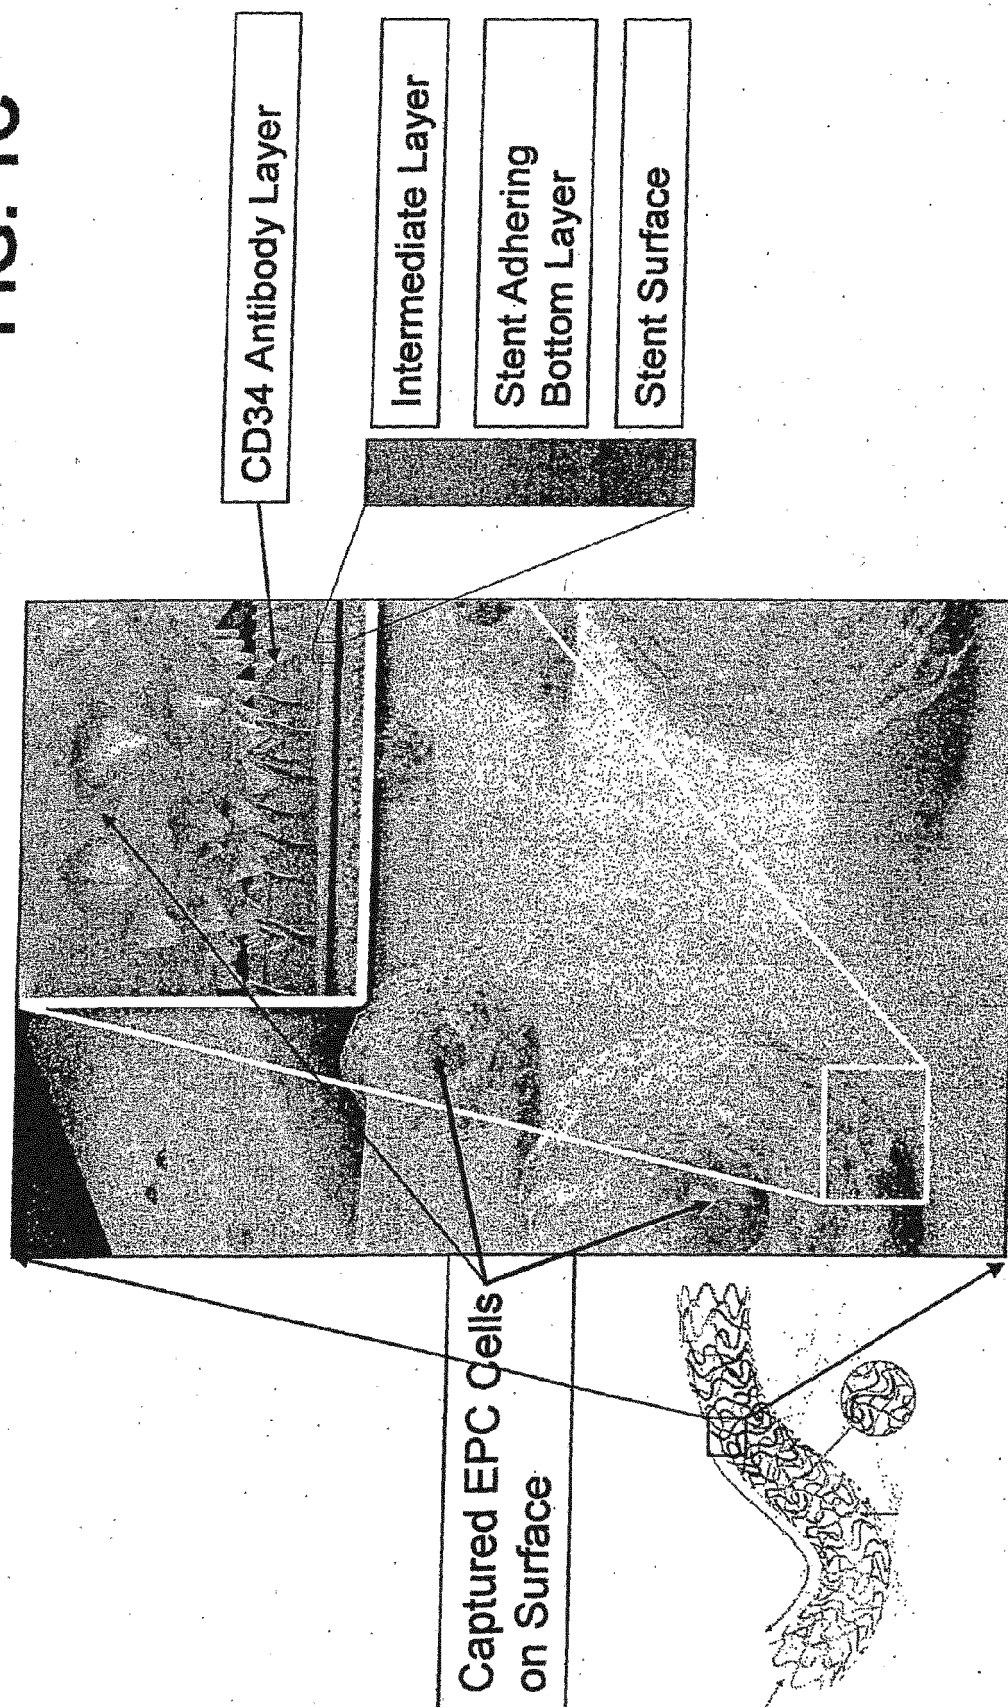 CD34 Antibody Layer
Intermediate Layer
Stent Adhering
Bottom Layer
Stent Surface
Captured EPC Cells
on Surface